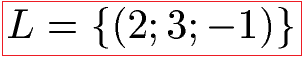 L = {(2; 3; −1)}